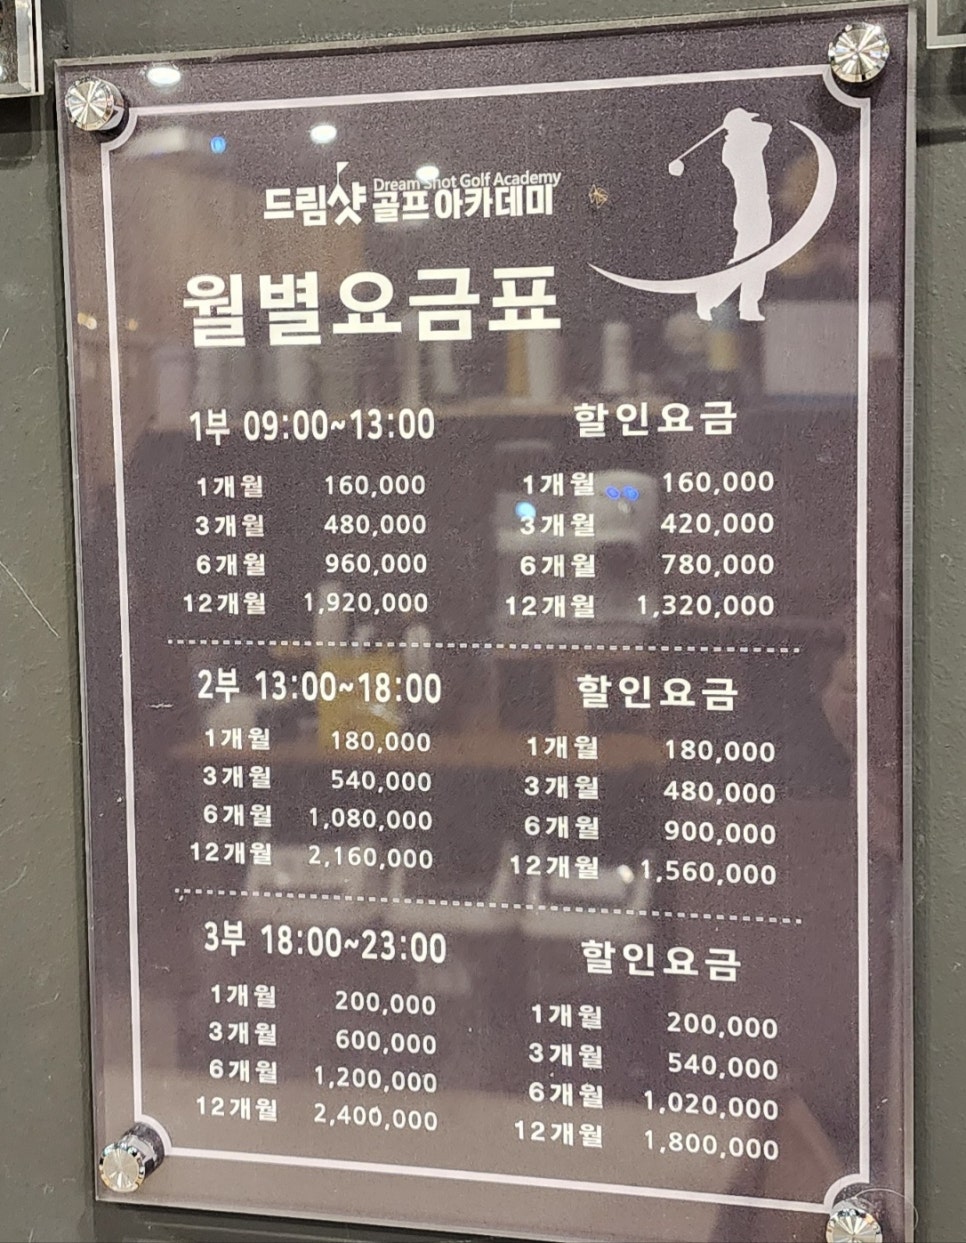 Dream Shot Golf Academy
드림샷 골프아카데미
월별요금표
1부 09:00~13:00
1개월 160,000
3개월 480,000
6개월 960,000
12개월 1,920,000
할인요금
1개월 160,000
3개월 420,000
6개월 780,000
12개월 1,320,000
2부 13:00~18:00
1개월 180,000
3개월 540,000
6개월 1,080,000
12개월 2,160,000
할인요금
1개월 180,000
3개월 480,000
6개월 900,000
12개월 1,560,000
3부 18:00~23:00
1개월 200,000
3개월 600,000
6개월 1,200,000
12개월 2,400,000
할인요금
1개월 200,000
3개월 540,000
6개월 1,020,000
12개월 1,800,000